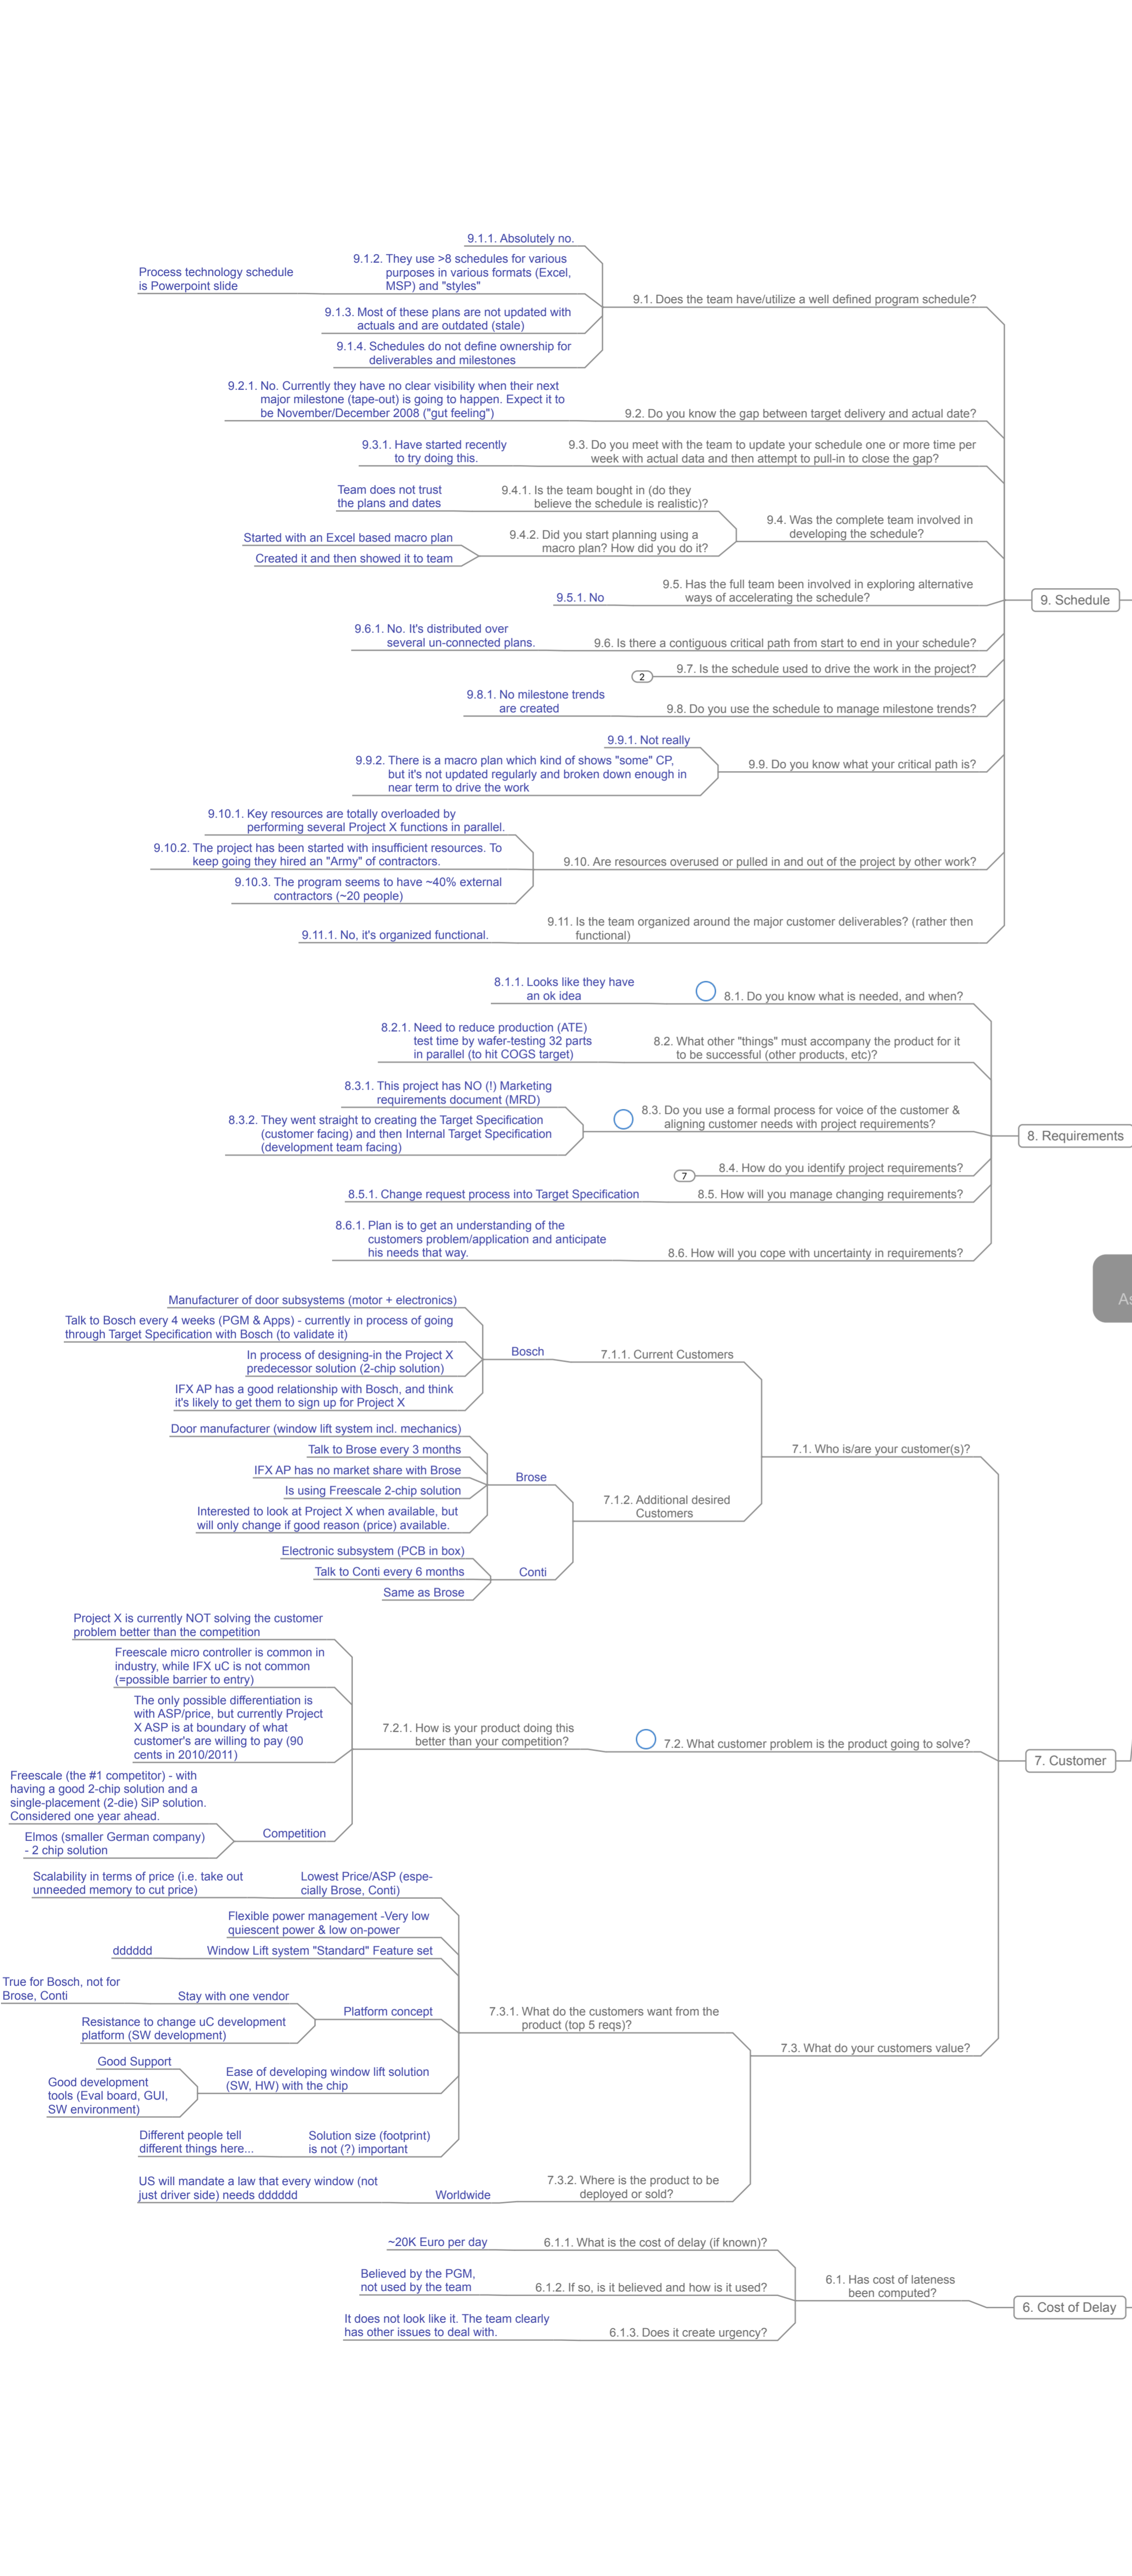 9. Schedule
9.1. Does the team have/utilize a well defined program schedule?
9.1.1. Absolutely no.
9.1.2. They use >8 schedules for various
purposes in various formats (Excel,
MSP) and "styles"
Process technology schedule
is Powerpoint slide
9.1.3. Most of these plans are not updated with
actuals and are outdated (stale)
9.1.4. Schedules do not define ownership for
deliverables and milestones
9.2. Do you know the gap between target delivery and actual date?
9.2.1. No. Currently they have no clear visibility when their next
major milestone (tape-out) is going to happen. Expect it to
be November/December 2008 ("gut feeling")
9.3. Do you meet with the team to update your schedule one or more time per
week with actual data and then attempt to pull-in to close the gap?
9.3.1. Have started recently
to try doing this.
9.4. Was the complete team involved in
developing the schedule?
9.4.1. Is the team bought in (do they
believe the schedule is realistic)?
Team does not trust
the plans and dates
9.4.2. Did you start planning using a
macro plan? How did you do it?
Started with an Excel based macro plan
Created it and then showed it to team
9.5. Has the full team been involved in exploring alternative
ways of accelerating the schedule?
9.5.1. No
9.6. Is there a contiguous critical path from start to end in your schedule?
9.6.1. No. It's distributed over
several un-connected plans.
9.7. Is the schedule used to drive the work in the project?
2
9.8. Do you use the schedule to manage milestone trends?
9.8.1. No milestone trends
are created
9.9. Do you know what your critical path is?
9.9.1. Not really
9.9.2. There is a macro plan which kind of shows "some" CP,
but it's not updated regularly and broken down enough in
near term to drive the work
9.10. Are resources overused or pulled in and out of the project by other work?
9.10.1. Key resources are totally overloaded by
performing several Project X functions in parallel.
9.10.2. The project has been started with insufficient resources. To
keep going they hired an "Army" of contractors.
9.10.3. The program seems to have ~40% external
contractors (~20 people)
9.11. Is the team organized around the major customer deliverables? (rather then
functional)
9.11.1. No, it's organized functional.
8. Requirements
8.1. Do you know what is needed, and when?
8.1.1. Looks like they have
an ok idea
8.2. What other "things" must accompany the product for it
to be successful (other products, etc)?
8.2.1. Need to reduce production (ATE)
test time by wafer-testing 32 parts
in parallel (to hit COGS target)
8.3. Do you use a formal process for voice of the customer &
aligning customer needs with project requirements?
8.3.1. This project has NO (!) Marketing
requirements document (MRD)
8.3.2. They went straight to creating the Target Specification
(customer facing) and then Internal Target Specification
(development team facing)
8.4. How do you identify project requirements?
7
8.5. How will you manage changing requirements?
8.5.1. Change request process into Target Specification
8.6. How will you cope with uncertainty in requirements?
8.6.1. Plan is to get an understanding of the
customers problem/application and anticipate
his needs that way.
As
7. Customer
7.1. Who is/are your customer(s)?
7.1.1. Current Customers
Bosch
Manufacturer of door subsystems (motor + electronics)
Talk to Bosch every 4 weeks (PGM & Apps) - currently in process of going
through Target Specification with Bosch (to validate it)
In process of designing-in the Project X
predecessor solution (2-chip solution)
IFX AP has a good relationship with Bosch, and think
it's likely to get them to sign up for Project X
7.1.2. Additional desired
Customers
Brose
Door manufacturer (window lift system incl. mechanics)
Talk to Brose every 3 months
IFX AP has no market share with Brose
Is using Freescale 2-chip solution
Interested to look at Project X when available, but
will only change if good reason (price) available.
Conti
Electronic subsystem (PCB in box)
Talk to Conti every 6 months
Same as Brose
7.2. What customer problem is the product going to solve?
7.2.1. How is your product doing this
better than your competition?
Project X is currently NOT solving the customer
problem better than the competition
Freescale micro controller is common in
industry, while IFX uC is not common
(=possible barrier to entry)
The only possible differentiation is
with ASP/price, but currently Project
X ASP is at boundary of what
customer's are willing to pay (90
cents in 2010/2011)
Competition
Freescale (the #1 competitor) - with
having a good 2-chip solution and a
single-placement (2-die) SiP solution.
Considered one year ahead.
Elmos (smaller German company)
- 2 chip solution
7.3. What do your customers value?
7.3.1. What do the customers want from the
product (top 5 reqs)?
Lowest Price/ASP (espe-
cially Brose, Conti)
Scalability in terms of price (i.e. take out
unneeded memory to cut price)
Flexible power management -Very low
quiescent power & low on-power
Window Lift system "Standard" Feature set
dddddd
Platform concept
Stay with one vendor
True for Bosch, not for
Brose, Conti
Resistance to change uC development
platform (SW development)
Ease of developing window lift solution
(SW, HW) with the chip
Good Support
Good development
tools (Eval board, GUI,
SW environment)
Solution size (footprint)
is not (?) important
Different people tell
different things here...
7.3.2. Where is the product to be
deployed or sold?
Worldwide
US will mandate a law that every window (not
just driver side) needs dddddd
6. Cost of Delay
6.1. Has cost of lateness
been computed?
6.1.1. What is the cost of delay (if known)?
~20K Euro per day
6.1.2. If so, is it believed and how is it used?
Believed by the PGM,
not used by the team
6.1.3. Does it create urgency?
It does not look like it. The team clearly
has other issues to deal with.